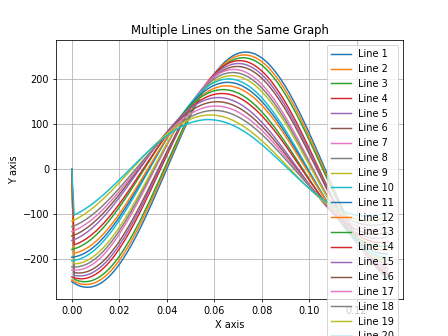 Multiple Lines on the Same Graph
Y axis
200
100
0
−100
−200
0.00 0.02 0.04 0.06 0.08 0.10
X axis
Line 1
Line 2
Line 3
Line 4
Line 5
Line 6
Line 7
Line 8
Line 9
Line 10
Line 11
Line 12
Line 13
Line 14
Line 15
Line 16
Line 17
Line 18
Line 19
Line 20